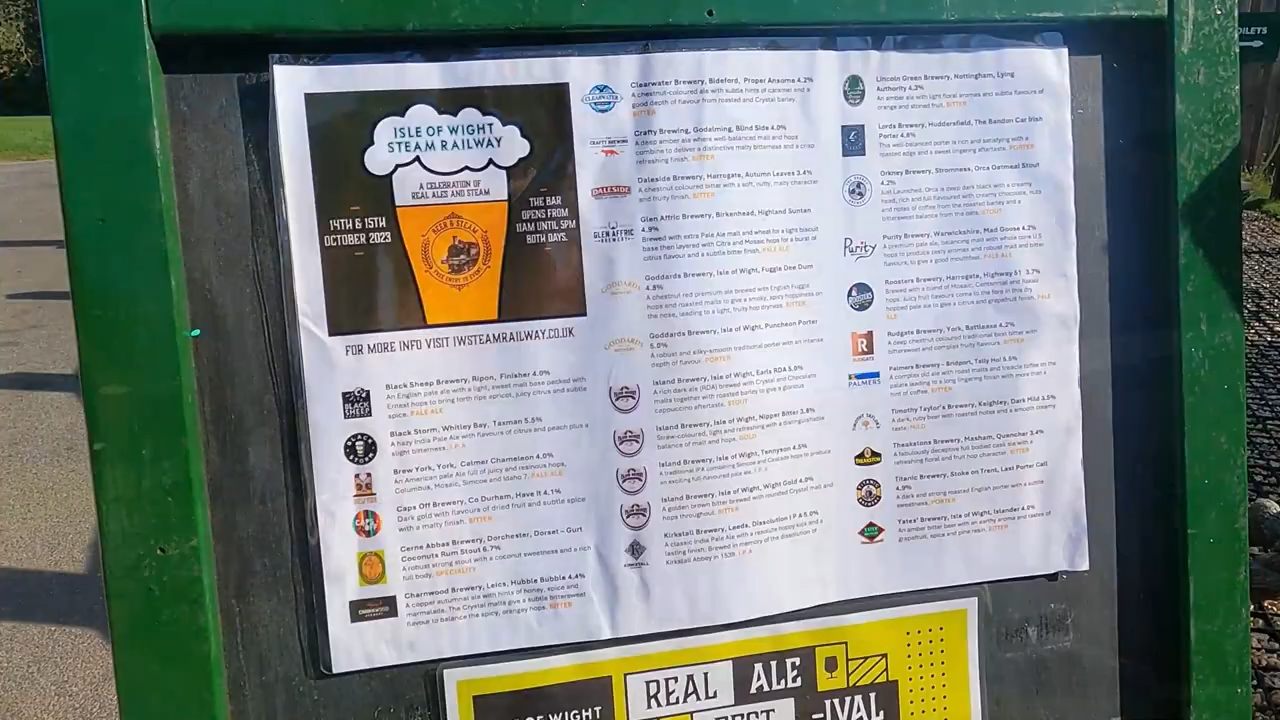 ISLE OF WIGHT
STEAM RAILWAY
A CELEBRATION OF
REAL ALES AND STEAM
14TH & 15TH
OCTOBER 2023
THE BAR
OPENS FROM
11AM UNTIL 5PM
BOTH DAYS.
BEER & STEAM
FREE ENTRY TO EVENT
FOR MORE INFO VISIT IWSTEAMRAILWAY.CO.UK
BLACK SHEEP
Black Sheep Brewery, Ripon, Finisher 4.0%
An English pale ale with a light, sweet malt base packed with
Ernest hops to bring forth ripe apricot, juicy citrus and subtle
spice. PALE ALE
BLACK STORM
Black Storm, Whitley Bay, Taxman 5.5%
A hazy India Pale Ale with flavours of citrus and peach plus a
slight bitterness. I.P.A
Brew York, York, Calmer Chameleon 4.0%
An American pale Ale full of juicy and resinous hops,
Columbus, Mosaic, Simcoe and Idaho 7. PALE ALE
Caps Off Brewery, Co Durham, Have It 4.1%
Dark gold with flavours of dried fruit and subtle spice
with a malty finish. BITTER
Cerne Abbas Brewery, Dorchester, Dorset – Gurt
Coconuts Rum Stout 6.7%
A robust strong stout with a coconut sweetness and a rich
full body. SPECIALITY
CHARNWOOD
Charnwood Brewery, Leics, Hubble Bubble 4.4%
A copper autumnal ale with hints of honey, spice and
marmalade. The Crystal malts give a subtle bittersweet
flavour to balance the spicy, orangey hops. BITTER
CLEARWATER
Clearwater Brewery, Bideford, Proper Ansome 4.2%
A chestnut-coloured ale with subtle hints of caramel and a
good depth of flavour from roasted and Crystal barley.
BITTER
CRAFTY BREWING
Crafty Brewing, Godalming, Blind Side 4.0%
A deep amber ale where well-balanced malt and hops
combine to deliver a distinctive malty bitterness and a crisp
refreshing finish. BITTER
DALESIDE
Daleside Brewery, Harrogate, Autumn Leaves 3.4%
A chestnut coloured bitter with a soft, nutty, malty character
and fruity finish. BITTER
GLEN AFFRIC
Glen Affric Brewery, Birkenhead, Highland Suntan
4.9%
Brewed with extra Pale Ale malt and wheat for a light biscuit
base then layered with Citra and Mosaic hops for a burst of
citrus flavour and a subtle bitter finish. PALE ALE
GODDARDS
Goddards Brewery, Isle of Wight, Fuggle Dee Dum
4.8%
A chestnut red premium ale brewed with English Fuggle
hops and roasted malts to give a smoky, spicy hoppiness on
the nose, leading to a light, fruity hop dryness. BITTER
GODDARDS
Goddards Brewery, Isle of Wight, Puncheon Porter
5.0%
A robust and silky-smooth traditional porter with an intense
depth of flavour. PORTER
Island Brewery, Isle of Wight, Earls RDA 5.0%
A rich dark ale (RDA) brewed with Crystal and Chocolate
malts together with roasted barley to give a glorious
cappuccino aftertaste. STOUT
Island Brewery, Isle of Wight, Nipper Bitter 3.8%
Straw-coloured, light and refreshing with a distinguishable
balance of malt and hops. GOLD
Island Brewery, Isle of Wight, Tennyson 4.5%
A traditional IPA combining Simcoe and Cascade hops to produce
an exciting full-flavoured pale ale. I.P.A
Island Brewery, Isle of Wight, Wight Gold 4.0%
A golden brown bitter brewed with rounded Crystal malt and
hops throughout. BITTER
KIRKSTALL
Kirkstall Brewery, Leeds, Dissolution I P A 5.0%
A classic India Pale Ale with a resolute hoppy kick and a
lasting finish. Brewed in memory of the dissolution of
Kirkstall Abbey in 1539. I.P.A
Lincoln Green Brewery, Nottingham, Lying
Authority 4.3%
An amber ale with light floral aromas and subtle flavours of
orange and stoned fruit. BITTER
Lords Brewery, Huddersfield, The Bandon Car Irish
Porter 4.8%
This well-balanced porter is rich and satisfying with a
roasted edge and a sweet lingering aftertaste. PORTER
Orkney Brewery, Stromness, Orca Oatmeal Stout
4.2%
Just Launched, Orca is deep dark black with a creamy
head, rich and full flavoured with creamy chocolate, nuts
and notes of coffee from the roasted barley and a
bittersweet balance from the oats. STOUT
Purity
Purity Brewery, Warwickshire, Mad Goose 4.2%
A premium pale ale, balancing malt with whole cone U.S
hops to produce zesty aromas and robust malt and bitter
flavours, to give a good mouthfeel. PALE ALE
ROOSTERS
Roosters Brewery, Harrogate, Highway 51 3.7%
Brewed with a blend of Mosaic, Centennial and
hops. Juicy fruit flavours come to the fore in this dry
hopped pale ale to give a citrus and grapefruit finish. PALE
ALE
R
RUDGATE
Rudgate Brewery, York, Battleaxe 4.2%
A deep chestnut coloured traditional best bitter with
bittersweet and complex fruity flavours. BITTER
PALMERS
Palmers Brewery – Bridport, Tally Ho! 5.5%
A complex old ale with roast malts and treacle toffee on the
palate leading to a long lingering finish with more than a
hint of coffee. BITTER
Timothy Taylor's Brewery, Keighley, Dark Mild 3.5%
A dark, ruby beer with roasted notes and a smooth creamy
taste. MILD
THEAKSTON
Theakstons Brewery, Masham, Quencher 3.4%
A fabulously deceptive full bodied cask ale with a
refreshing floral and fruit hop character. BITTER
TITANIC
Titanic Brewery, Stoke on Trent, Last Porter Call
4.9%
A dark and strong roasted English porter with a subtle
sweetness. PORTER
Yates' Brewery, Isle of Wight, Islander 4.0%
An amber bitter beer with an earthy aroma and tastes of
grapefruit, spice and pine resin. BITTER
OF WIGHT
REAL ALE
FEST -IVAL